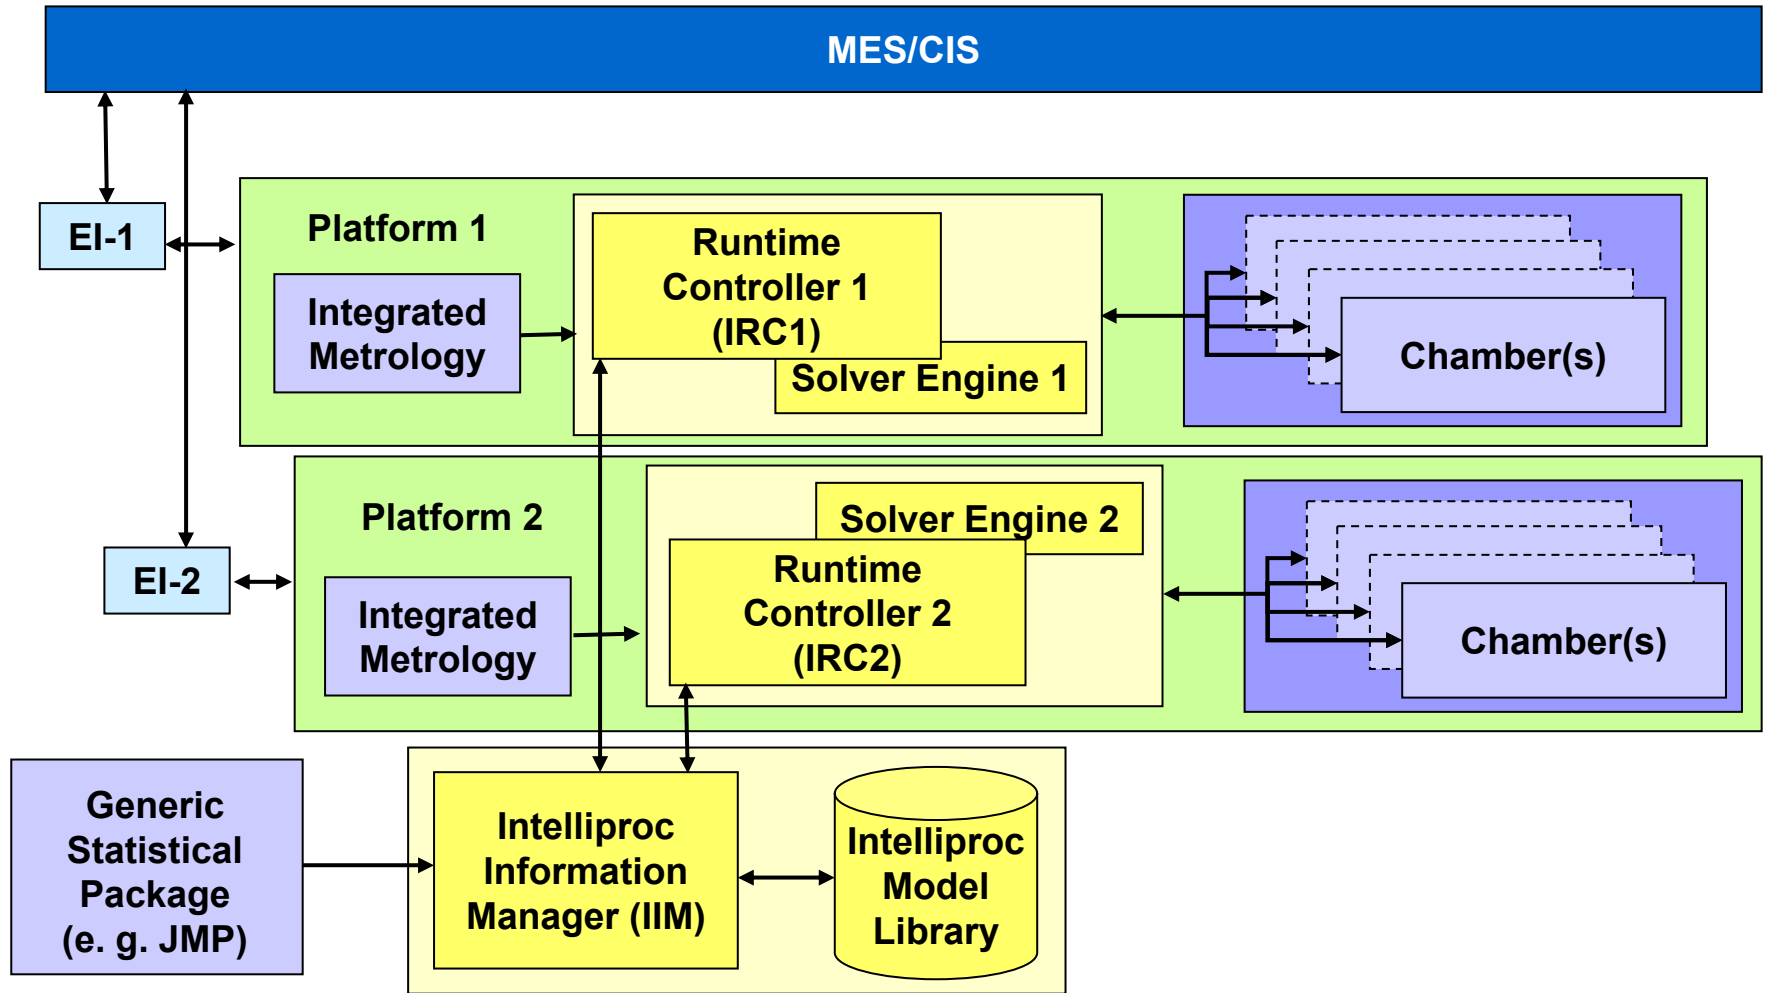 MES/CIS
EI-1
Platform 1
Integrated
Metrology
Runtime
Controller 1
(IRC1)
Solver Engine 1
Chamber(s)
EI-2
Platform 2
Integrated
Metrology
Solver Engine 2
Runtime
Controller 2
(IRC2)
Chamber(s)
Generic
Statistical
Package
(e. g. JMP)
Intelliproc
Information
Manager (IIM)
Intelliproc
Model
Library